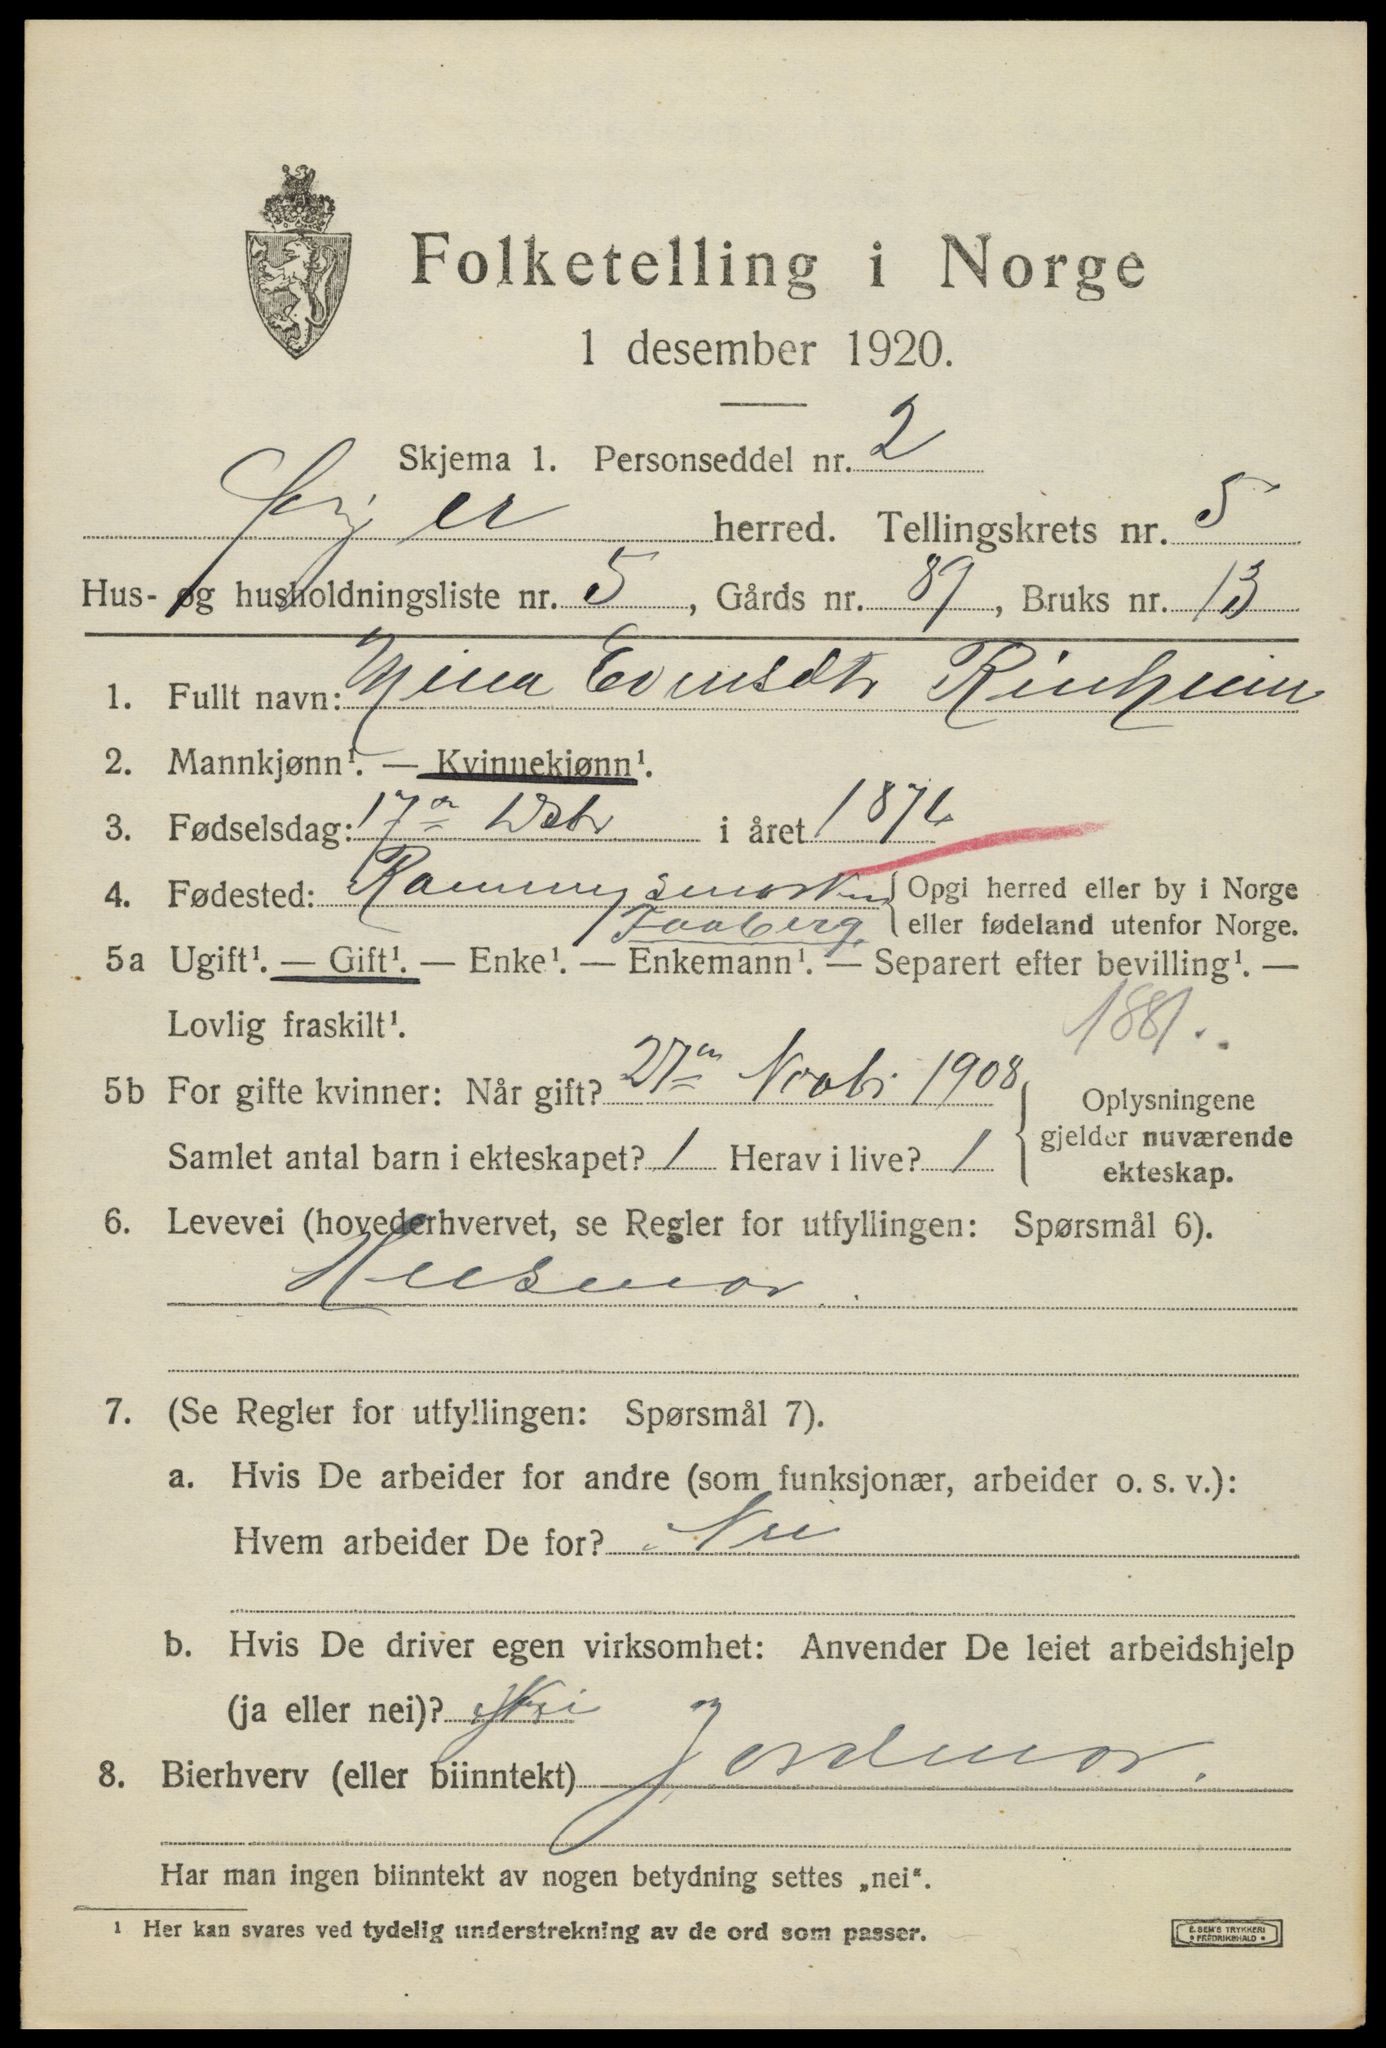 Folketelling i Norge
1 desember 1920.
Skjema 1. Personseddel nr. 2
herred. Tellingskrets nr. 5
Hus- og husholdningsliste nr. 5, Gårds nr. 89, Bruks nr. 13
1. Fullt navn: Rinheim
2. Mannkjønn¹. — Kvinnekjønn¹.
3. Fødselsdag: 17de i året 1876
4. Fødested: Opgi herred eller by i Norge
Faaberg. eller fødeland utenfor Norge.
5a Ugift¹. — Gift¹. — Enke¹. — Enkemann¹. — Separert efter bevilling¹. —
Lovlig fraskilt¹. 1881.
5b For gifte kvinner: Når gift? 27 Novbr 1908
Samlet antal barn i ekteskapet? 1 Herav i live? 1
Oplysningene
gjelder nuværende
ekteskap.
6. Levevei (hovederhvervet, se Regler for utfyllingen: Spørsmål 6).
Husmor
7. (Se Regler for utfyllingen: Spørsmål 7).
a. Hvis De arbeider for andre (som funksjonær, arbeider o. s. v.):
Hvem arbeider De for? Nei
b. Hvis De driver egen virksomhet: Anvender De leiet arbeidshjelp
(ja eller nei)? Nei
8. Bierhverv (eller biinntekt) Jordmor.
Har man ingen biinntekt av nogen betydning settes „nei".
¹ Her kan svares ved tydelig understrekning av de ord som passer.
E. SEM'S TRYKKERI
• FREDRIKSHALD •